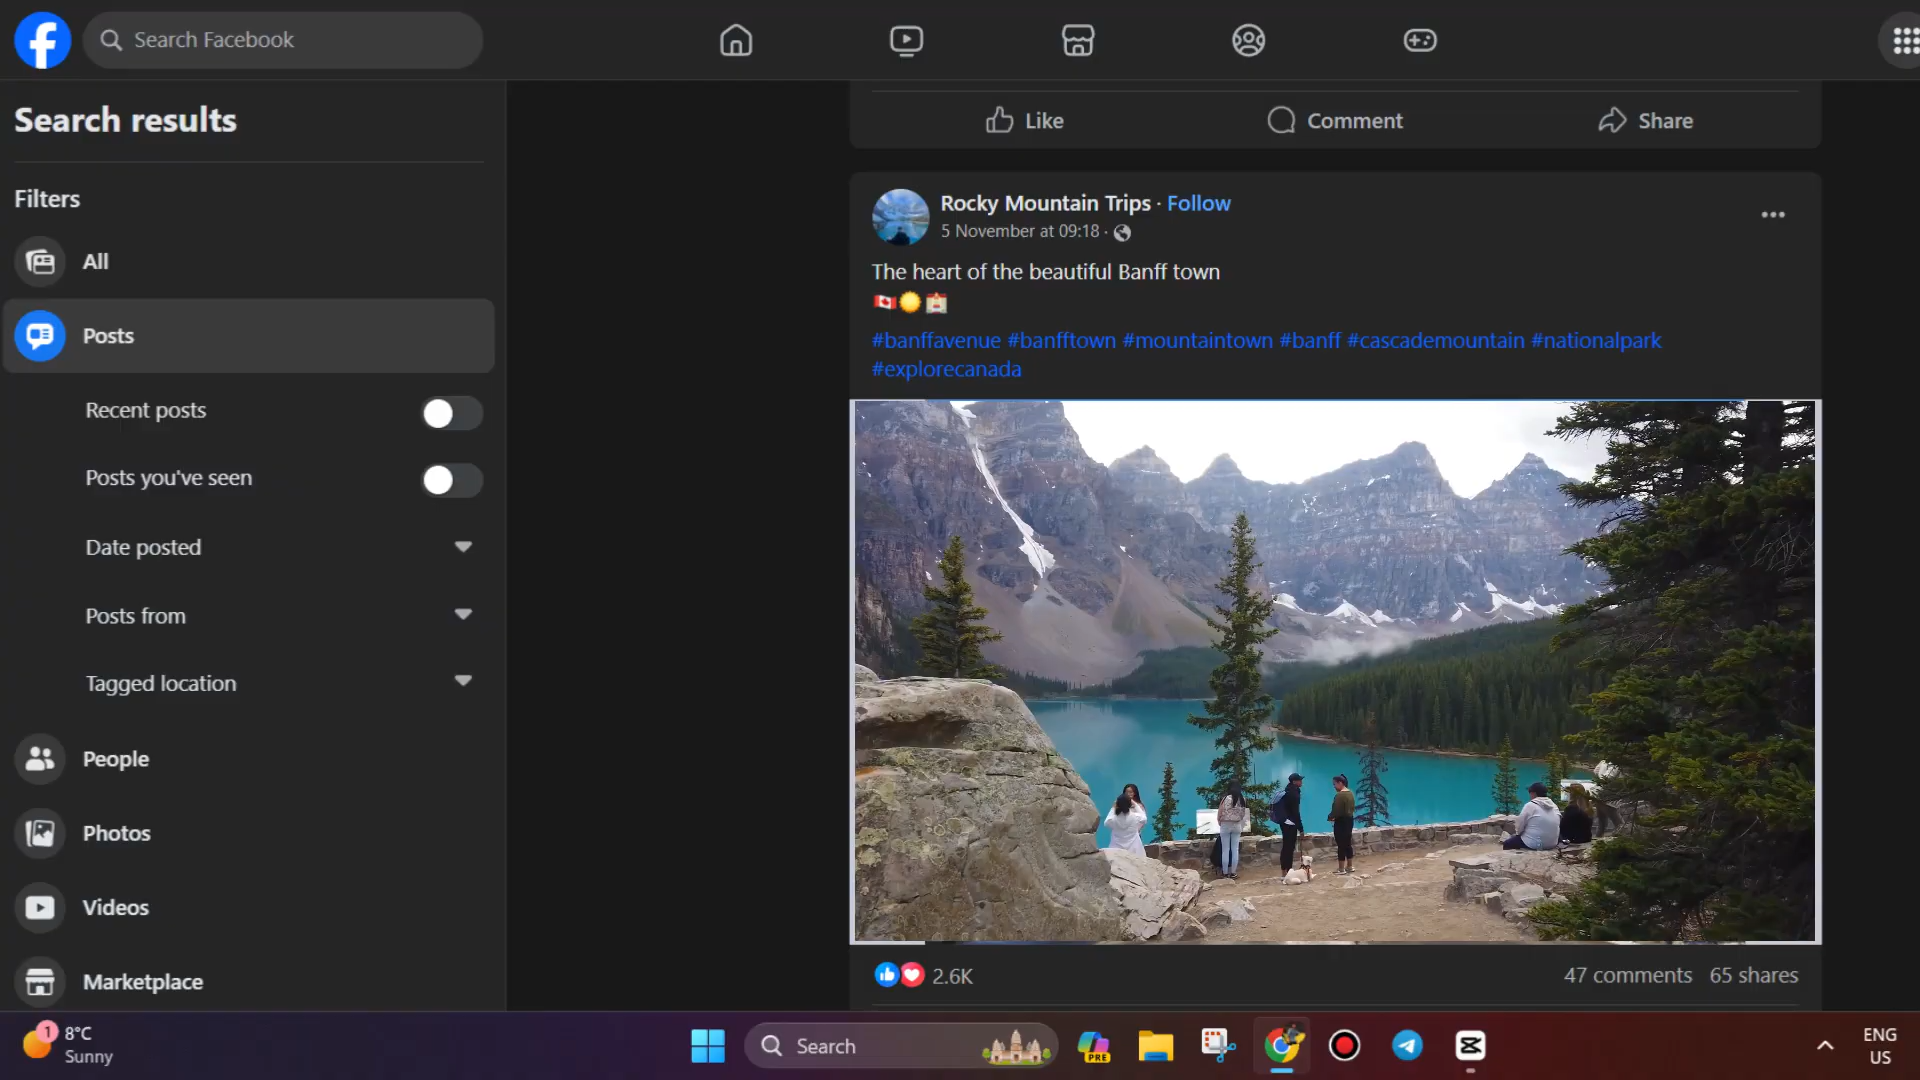 Search Facebook
Search results
Filters
All
Posts
Recent posts
Posts you've seen
Date posted
Posts from
Tagged location
People
Photos
Videos
Marketplace
Like
Comment
Share
Rocky Mountain Trips · Follow
5 November at 09:18 ·
The heart of the beautiful Banff town
#banffavenue #banfftown #mountaintown #banff #cascademountain #nationalpark
#explorecanada
2.6K
47 comments 65 shares
1
8°C
Sunny
Search
PRE
ENG
US